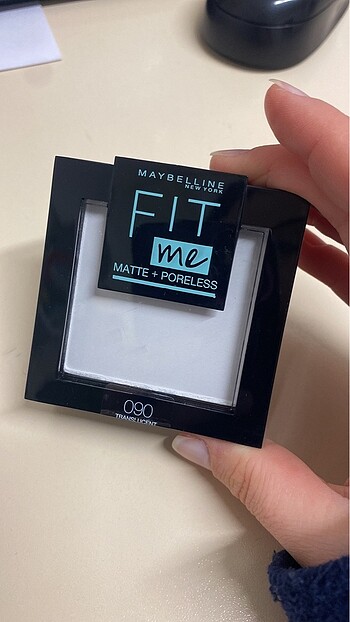 MAYBELLINE
NEW YORK
FIT
me
MATTE + PORELESS
090
TRANSLUCENT